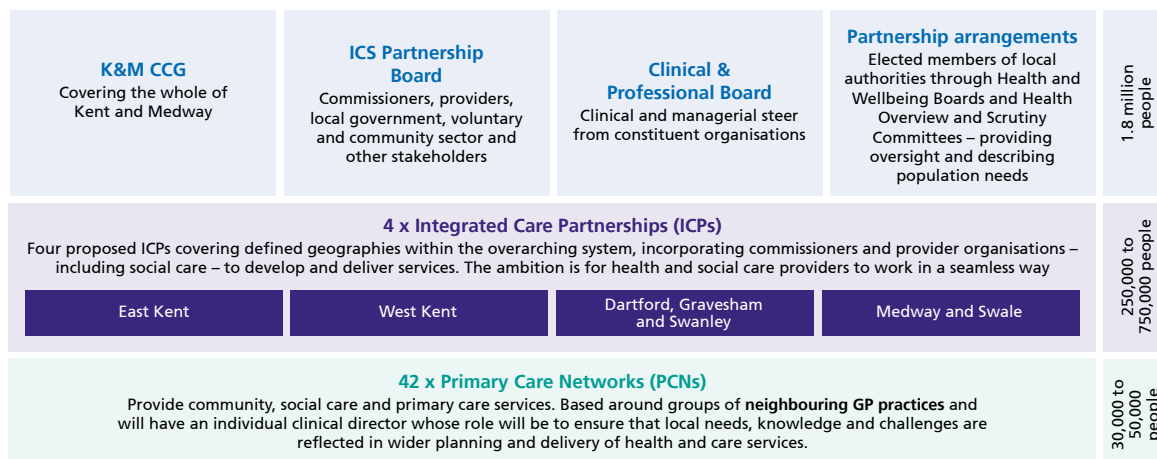 K&M CCG
Covering the whole of
Kent and Medway
ICS Partnership
Board
Commissioners, providers,
local government, voluntary
and community sector and
other stakeholders
Clinical &
Professional Board
Clinical and managerial steer
from constituent organisations
Partnership arrangements
Elected members of local
authorities through Health and
Wellbeing Boards and Health
Overview and Scrutiny
Committees – providing
oversight and describing
population needs
1.8 million
people
4 x Integrated Care Partnerships (ICPs)
Four proposed ICPs covering defined geographies within the overarching system, incorporating commissioners and provider organisations –
including social care – to develop and deliver services. The ambition is for health and social care providers to work in a seamless way
East Kent
West Kent
Dartford, Gravesham
and Swanley
Medway and Swale
250,000 to
750,000 people
42 x Primary Care Networks (PCNs)
Provide community, social care and primary care services. Based around groups of neighbouring GP practices and
will have an individual clinical director whose role will be to ensure that local needs, knowledge and challenges are
reflected in wider planning and delivery of health and care services.
30,000 to
50,000
people